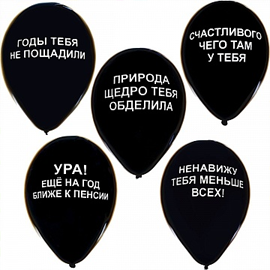 ГОДЫ ТЕБЯ
НЕ ПОЩАДИЛИ
СЧАСТЛИВОГО
ЧЕГО ТАМ
У ТЕБЯ
ПРИРОДА
ЩЕДРО ТЕБЯ
ОБДЕЛИЛА
УРА!
ЕЩЁ НА ГОД
БЛИЖЕ К ПЕНСИИ
НЕНАВИЖУ
ТЕБЯ МЕНЬШЕ
ВСЕХ!